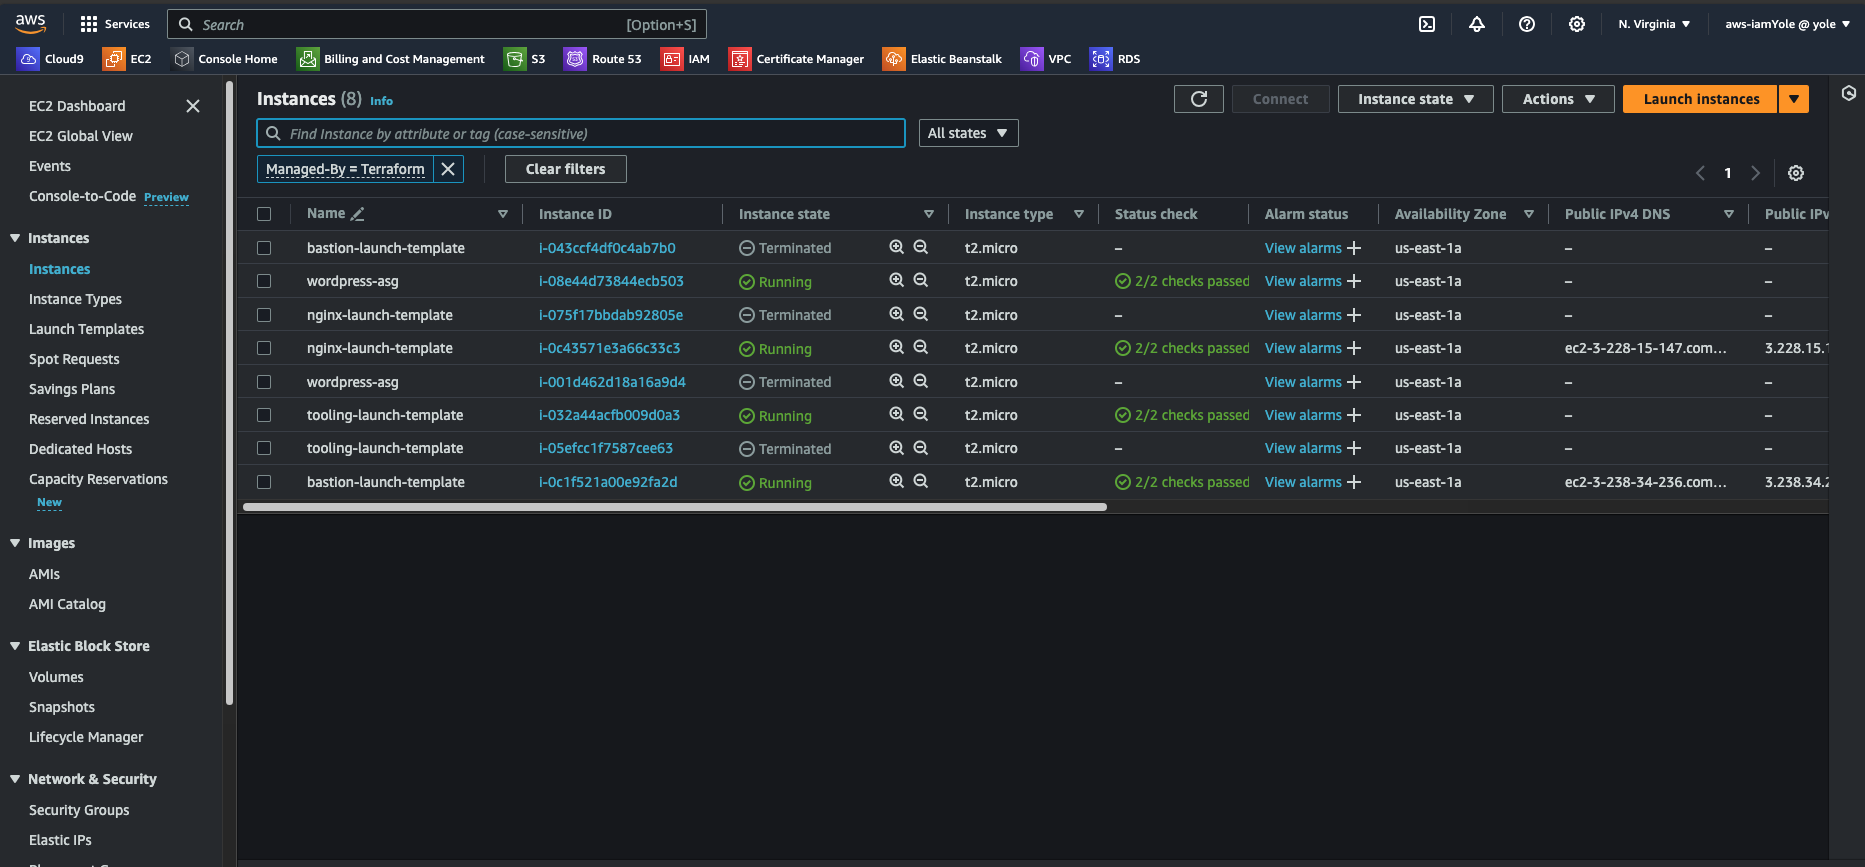 aws Services Search [Option+S] N. Virginia aws-iamYole @ yole
Cloud9 EC2 Console Home Billing and Cost Management S3 Route 53 IAM Certificate Manager Elastic Beanstalk VPC RDS
EC2 Dashboard
EC2 Global View
Events
Console-to-Code Preview
Instances
Instances
Instance Types
Launch Templates
Spot Requests
Savings Plans
Reserved Instances
Dedicated Hosts
Capacity Reservations
New
Images
AMIs
AMI Catalog
Elastic Block Store
Volumes
Snapshots
Lifecycle Manager
Network & Security
Security Groups
Elastic IPs
Instances (8) Info Connect Instance state Actions Launch instances
Find Instance by attribute or tag (case-sensitive) All states
Managed-By = Terraform Clear filters 1
Name Instance ID Instance state Instance type Status check Alarm status Availability Zone Public IPv4 DNS Public IPv
bastion-launch-template i-043ccf4df0c4ab7b0 Terminated t2.micro – View alarms + us-east-1a – –
wordpress-asg i-08e44d73844ecb503 Running t2.micro 2/2 checks passed View alarms + us-east-1a – –
nginx-launch-template i-075f17bbdab92805e Terminated t2.micro – View alarms + us-east-1a – –
nginx-launch-template i-0c43571e3a66c33c3 Running t2.micro 2/2 checks passed View alarms + us-east-1a ec2-3-228-15-147.com... 3.228.15.1
wordpress-asg i-001d462d18a16a9d4 Terminated t2.micro – View alarms + us-east-1a – –
tooling-launch-template i-032a44acfb009d0a3 Running t2.micro 2/2 checks passed View alarms + us-east-1a – –
tooling-launch-template i-05efcc1f7587cee63 Terminated t2.micro – View alarms + us-east-1a – –
bastion-launch-template i-0c1f521a00e92fa2d Running t2.micro 2/2 checks passed View alarms + us-east-1a ec2-3-238-34-236.com... 3.238.34.2